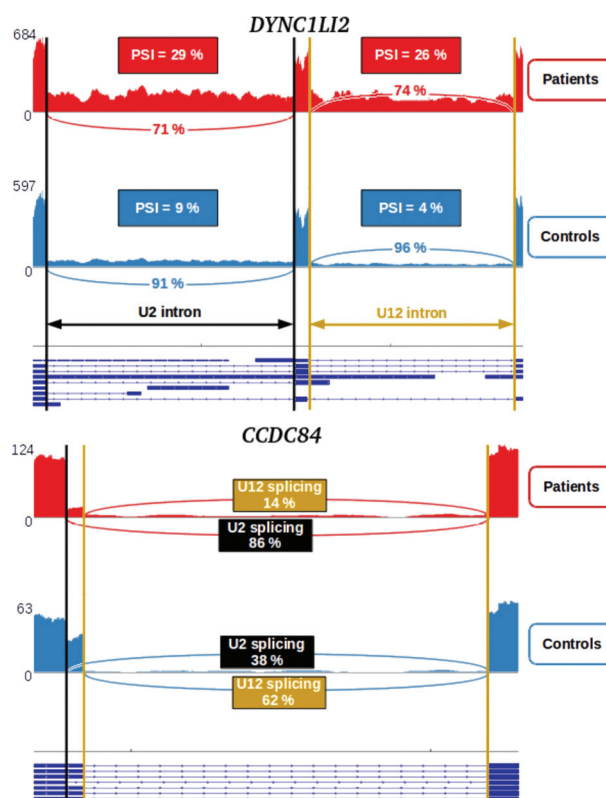 DYNC1LI2
684
PSI = 29 %
PSI = 26 %
Patients
74 %
0
71 %
597
PSI = 9 %
PSI = 4 %
Controls
96 %
0
91 %
U2 intron
U12 intron
CCDC84
124
Patients
U12 splicing
14 %
0
U2 splicing
86 %
63
Controls
U2 splicing
38 %
0
U12 splicing
62 %